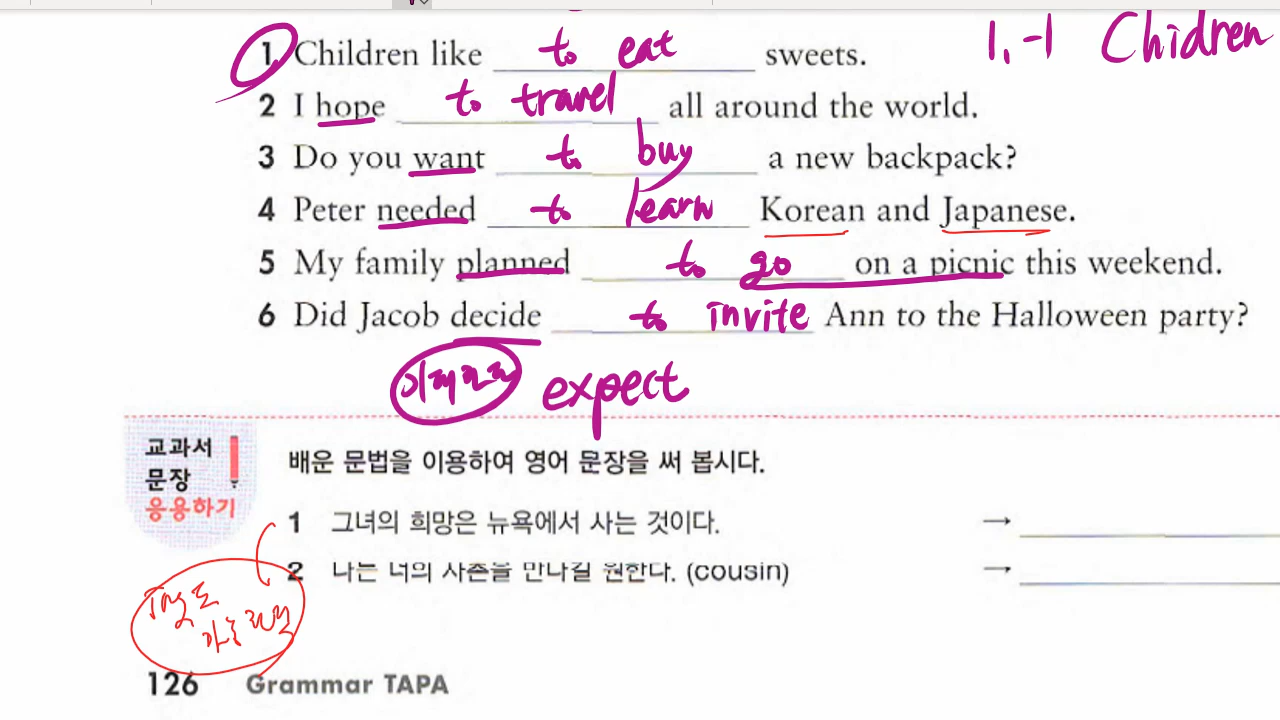 1 Children like to eat sweets. 1,-1 Chidren
2 I hope to travel all around the world.
3 Do you want to buy a new backpack?
4 Peter needed to learn Korean and Japanese.
5 My family planned to go on a picnic this weekend.
6 Did Jacob decide to invite Ann to the Halloween party?
expect
교과서
문장
응용하기
배운 문법을 이용하여 영어 문장을 써 봅시다.
1 그녀의 희망은 뉴욕에서 사는 것이다. →
2 나는 너의 사촌을 만나길 원한다. (cousin) →
126 Grammar TAPA